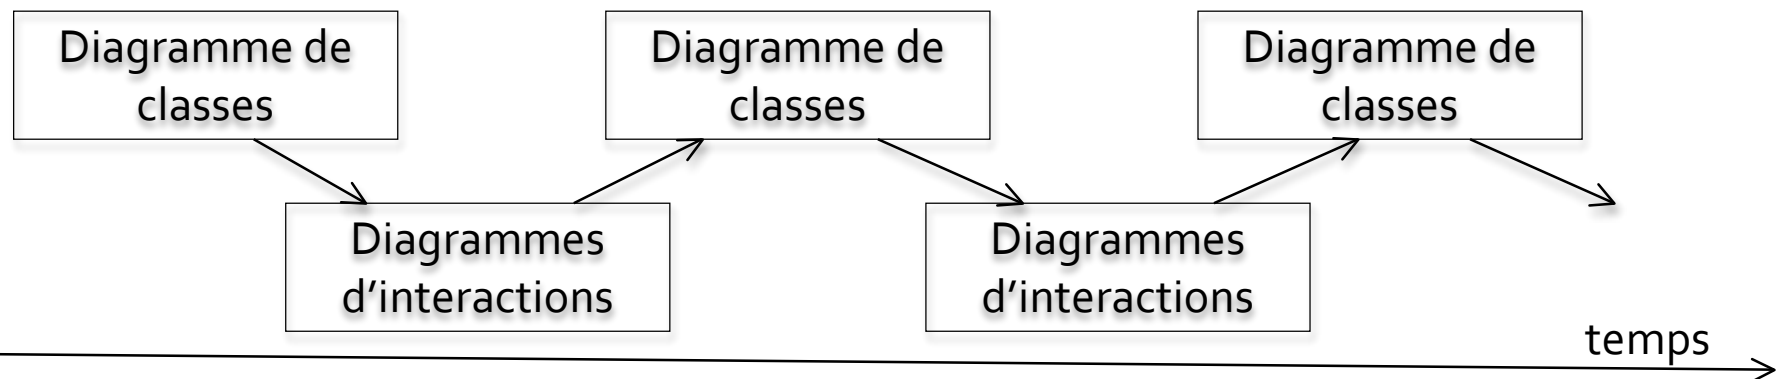 Diagramme de
classes
Diagramme de
classes
Diagramme de
classes
Diagrammes
d’interactions
Diagrammes
d’interactions
temps